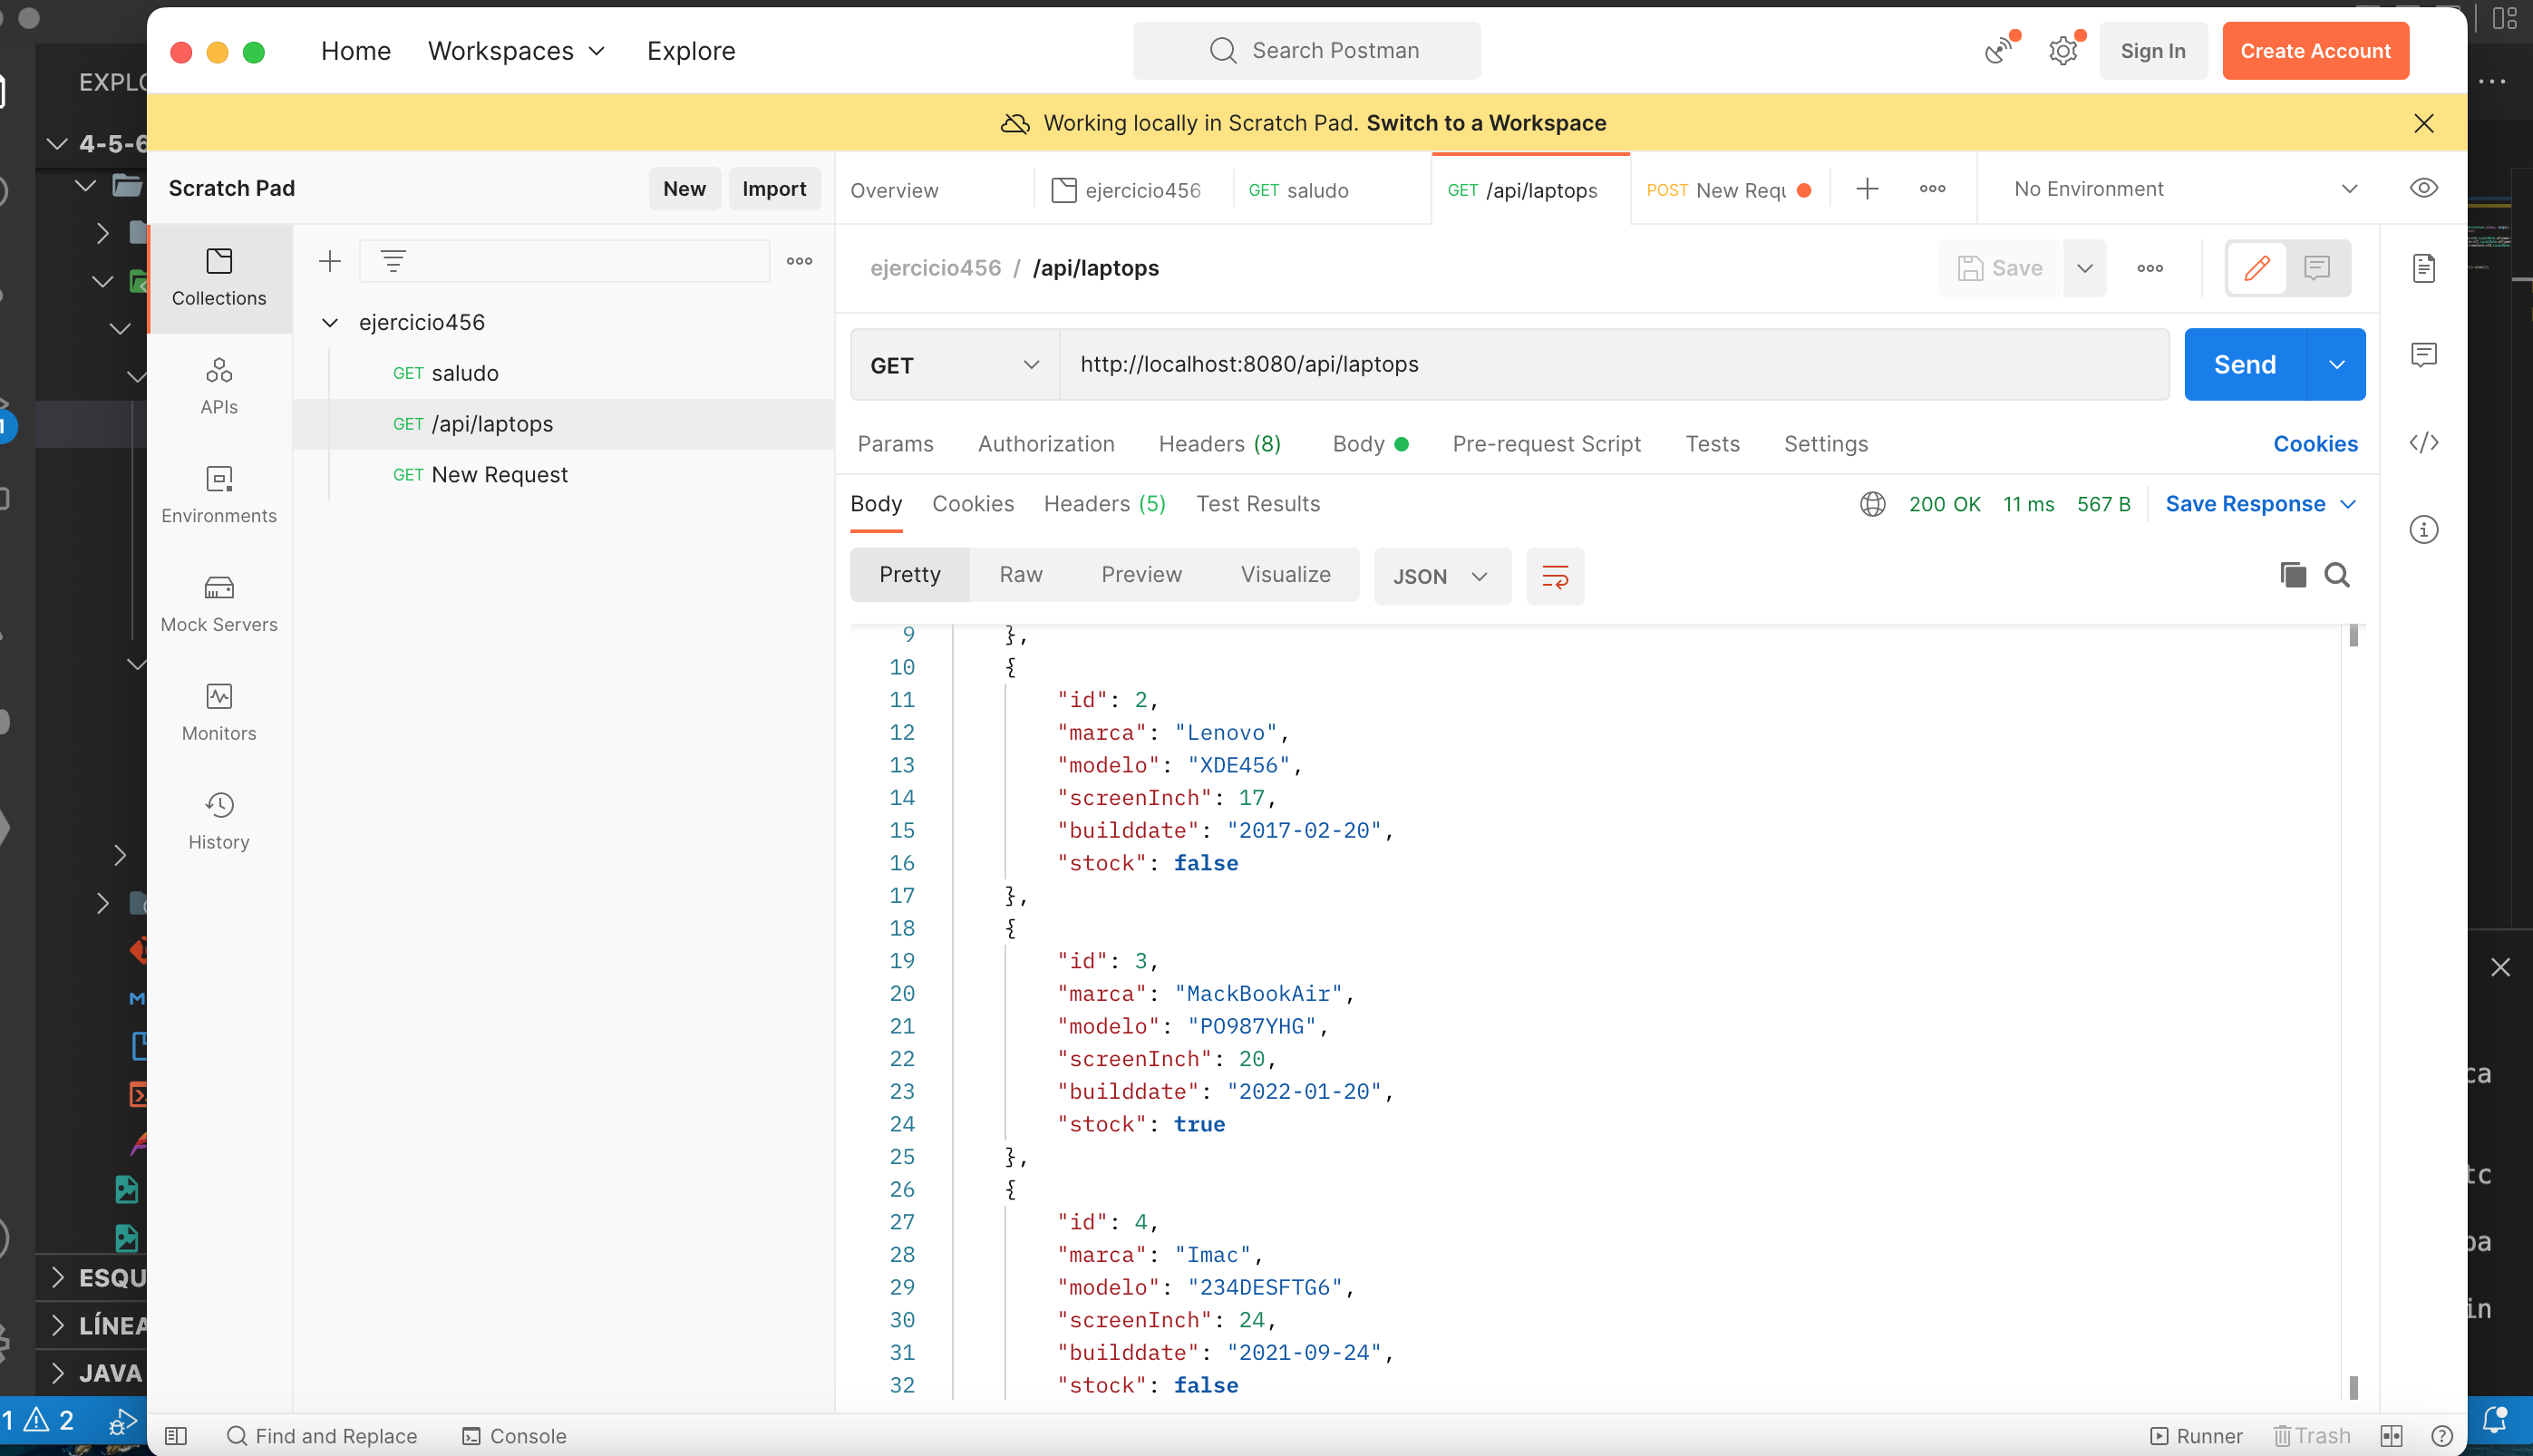 Home Workspaces Explore Search Postman Sign In Create Account
Working locally in Scratch Pad. Switch to a Workspace
EXPLO
4-5-6
Scratch Pad New Import
Overview ejercicio456 GET saludo GET /api/laptops POST New Requ No Environment
Collections
APIs
Environments
Mock Servers
Monitors
History
ejercicio456
GET saludo
GET /api/laptops
GET New Request
ejercicio456 / /api/laptops Save
GET http://localhost:8080/api/laptops Send
Params Authorization Headers (8) Body Pre-request Script Tests Settings Cookies
Body Cookies Headers (5) Test Results 200 OK 11 ms 567 B Save Response
Pretty Raw Preview Visualize JSON
9 },
10 {
11 "id": 2,
12 "marca": "Lenovo",
13 "modelo": "XDE456",
14 "screenInch": 17,
15 "builddate": "2017-02-20",
16 "stock": false
17 },
18 {
19 "id": 3,
20 "marca": "MackBookAir",
21 "modelo": "PO987YHG",
22 "screenInch": 20,
23 "builddate": "2022-01-20",
24 "stock": true
25 },
26 {
27 "id": 4,
28 "marca": "Imac",
29 "modelo": "234DESFTG6",
30 "screenInch": 24,
31 "builddate": "2021-09-24",
32 "stock": false
ESQU
LÍNEA
JAVA
1 2
ca
tc
pa
in
Find and Replace Console Runner Trash